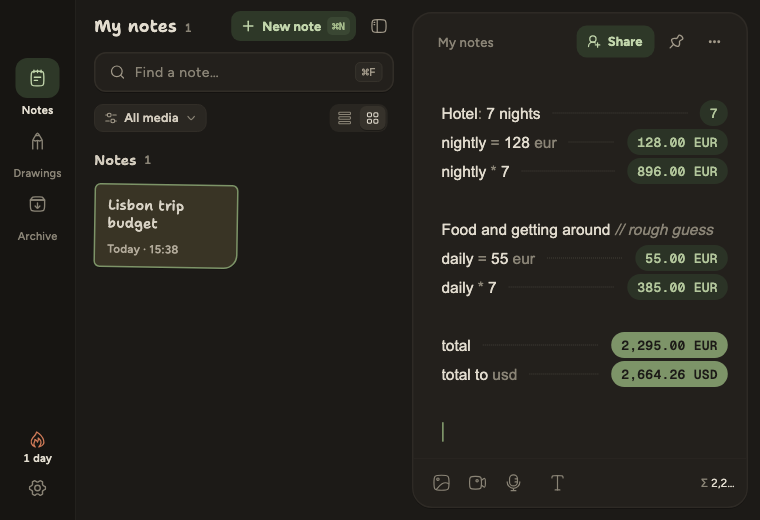 Notes
Drawings
Archive
1 day
My notes 1
+ New note ⌘N
Find a note... ⌘F
All media
Notes 1
Lisbon trip
budget
Today · 15:38
My notes
Share
Hotel: 7 nights 7
nightly = 128 eur 128.00 EUR
nightly * 7 896.00 EUR
Food and getting around // rough guess
daily = 55 eur 55.00 EUR
daily * 7 385.00 EUR
total 2,295.00 EUR
total to usd 2,664.26 USD
Σ 2,2...